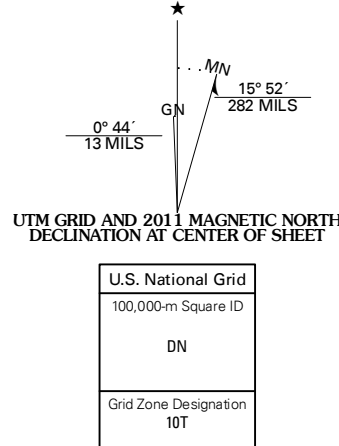 ★
MN
GN
15° 52´
282 MILS
0° 44´
13 MILS
UTM GRID AND 2011 MAGNETIC NORTH
DECLINATION AT CENTER OF SHEET
U.S. National Grid
100,000-m Square ID
DN
Grid Zone Designation
10T